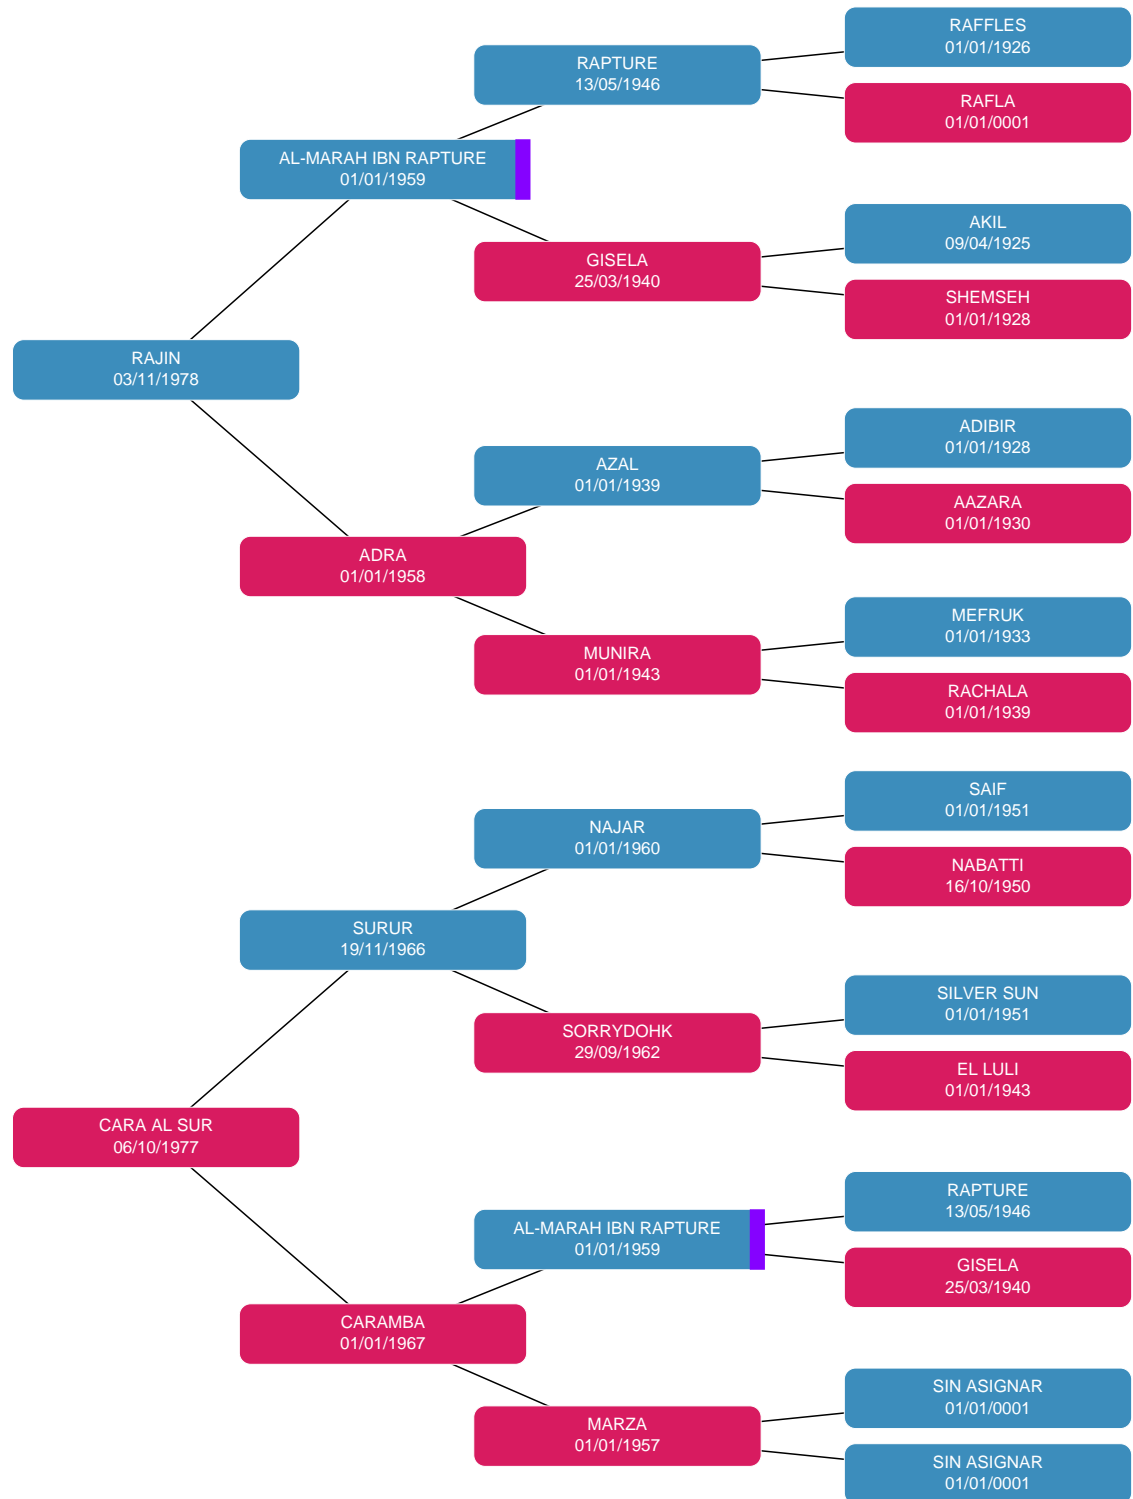 RAFFLES
01/01/1926
RAPTURE
13/05/1946
RAFLA
01/01/0001
AL-MARAH IBN RAPTURE
01/01/1959
AKIL
09/04/1925
GISELA
25/03/1940
SHEMSEH
01/01/1928
RAJIN
03/11/1978
ADIBIR
01/01/1928
AZAL
01/01/1939
AAZARA
01/01/1930
ADRA
01/01/1958
MEFRUK
01/01/1933
MUNIRA
01/01/1943
RACHALA
01/01/1939
SAIF
01/01/1951
NAJAR
01/01/1960
NABATTI
16/10/1950
SURUR
19/11/1966
SILVER SUN
01/01/1951
SORRYDOHK
29/09/1962
EL LULI
01/01/1943
CARA AL SUR
06/10/1977
RAPTURE
13/05/1946
AL-MARAH IBN RAPTURE
01/01/1959
GISELA
25/03/1940
CARAMBA
01/01/1967
SIN ASIGNAR
01/01/0001
MARZA
01/01/1957
SIN ASIGNAR
01/01/0001